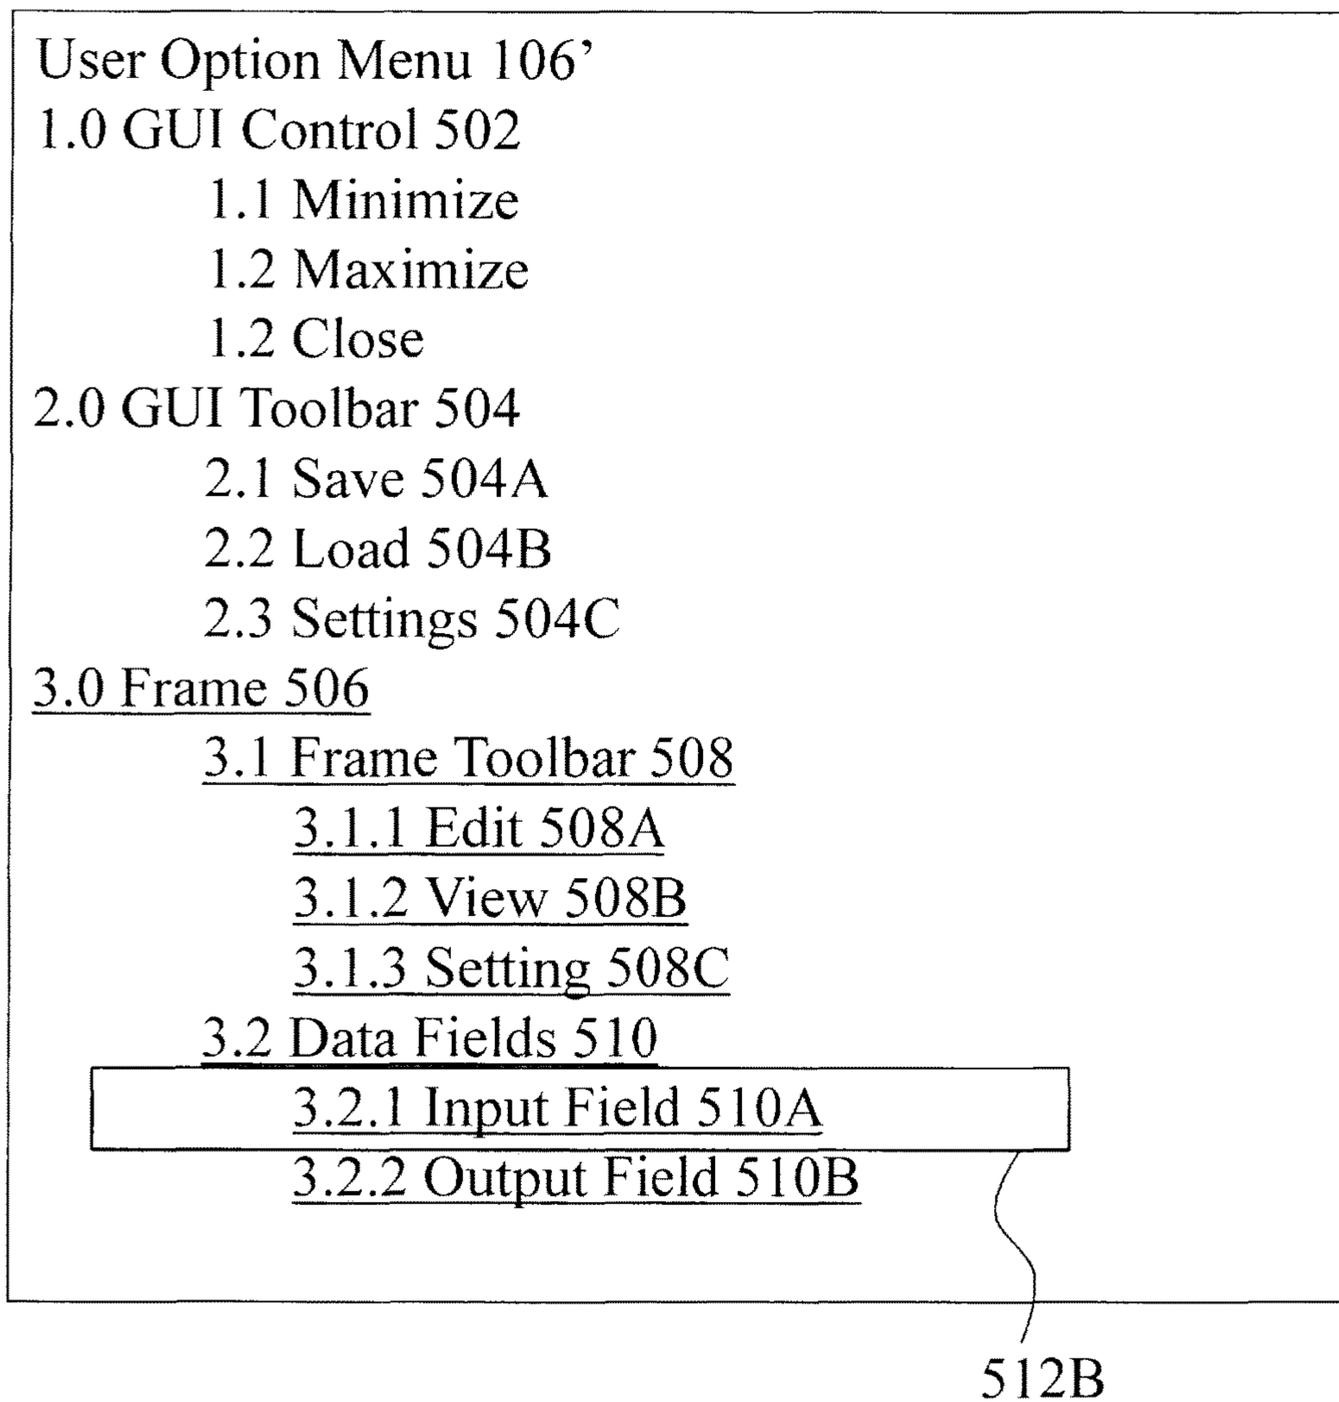 User Option Menu 106’
1.0 GUI Control 502
1.1 Minimize
1.2 Maximize
1.2 Close
2.0 GUI Toolbar 504
2.1 Save 504A
2.2 Load 504B
2.3 Settings 504C
3.0 Frame 506
3.1 Frame Toolbar 508
3.1.1 Edit 508A
3.1.2 View 508B
3.1.3 Setting 508C
3.2 Data Fields 510
3.2.1 Input Field 510A
3.2.2 Output Field 510B
512B